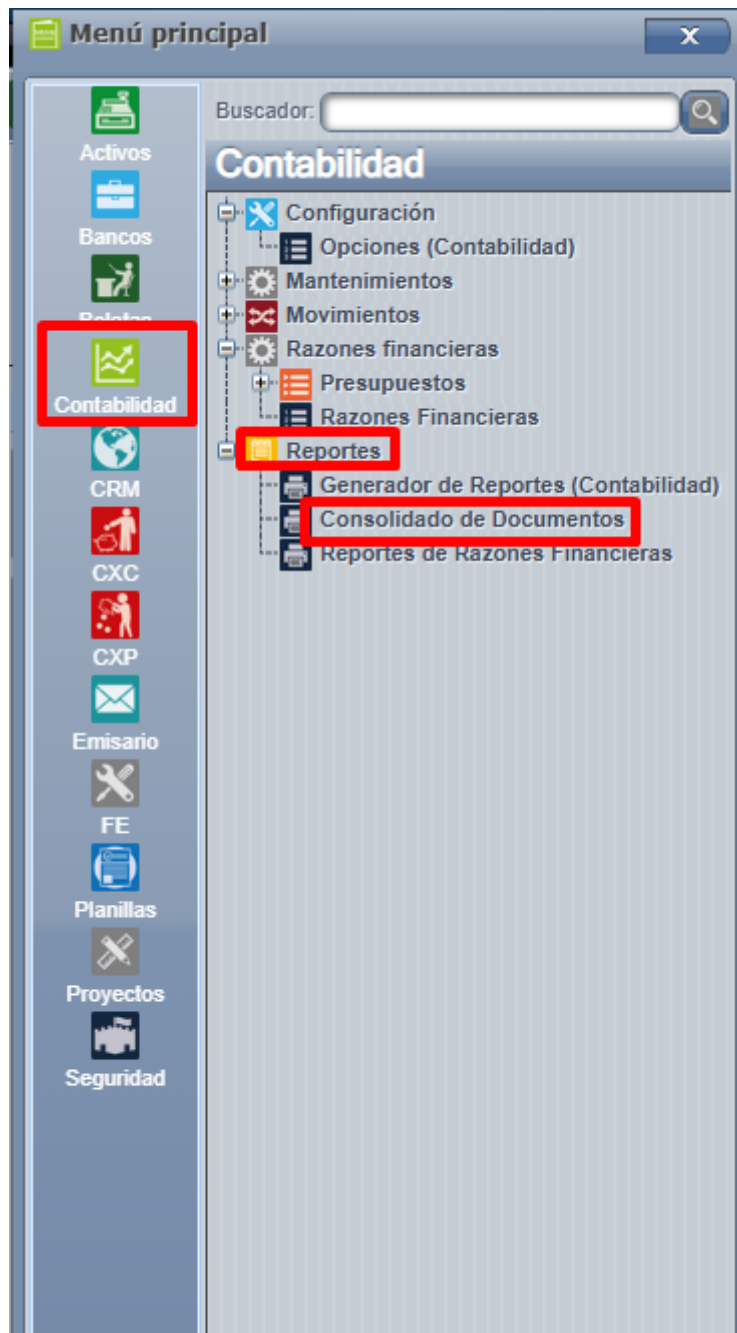 Menú principal
x
Activos
Bancos
Boletas
Contabilidad
CRM
CXC
CXP
Emisario
FE
Planillas
Proyectos
Seguridad
Buscador:
Contabilidad
Configuración
Opciones (Contabilidad)
Mantenimientos
Movimientos
Razones financieras
Presupuestos
Razones Financieras
Reportes
Generador de Reportes (Contabilidad)
Consolidado de Documentos
Reportes de Razones Financieras